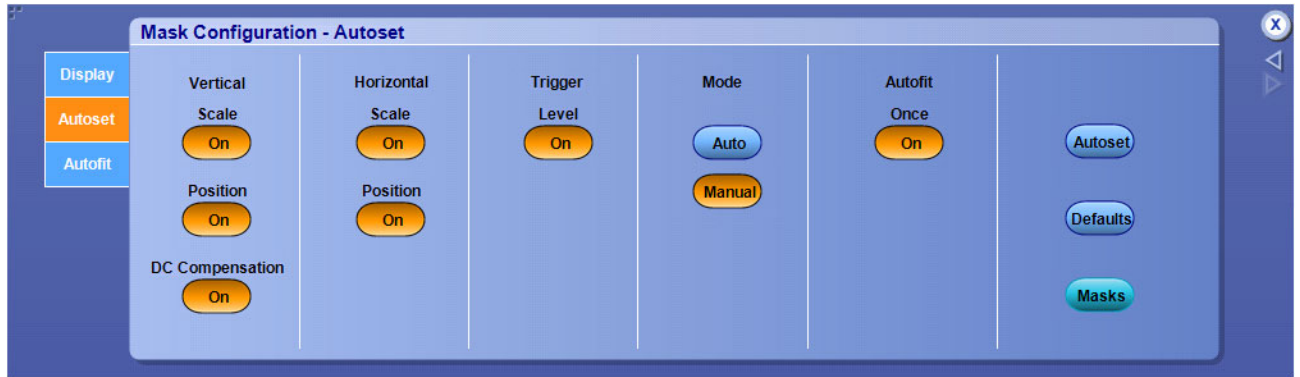 Mask Configuration - Autoset
X
Display
Autoset
Autofit
Vertical
Scale
On
Position
On
DC Compensation
On
Horizontal
Scale
On
Position
On
Trigger
Level
On
Mode
Auto
Manual
Autofit
Once
On
Autoset
Defaults
Masks